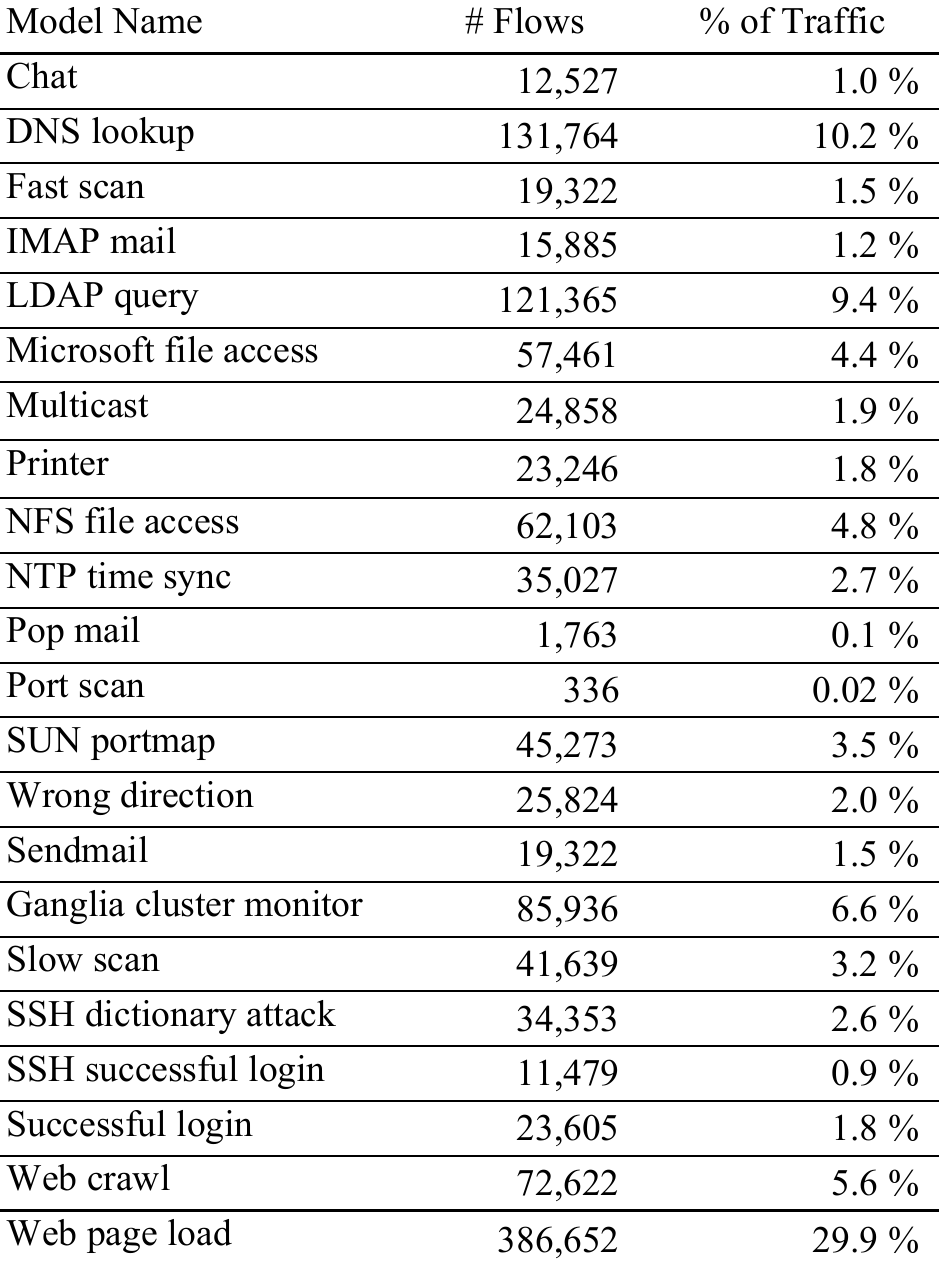 Model Name # Flows % of Traffic
Chat 12,527 1.0 %
DNS lookup 131,764 10.2 %
Fast scan 19,322 1.5 %
IMAP mail 15,885 1.2 %
LDAP query 121,365 9.4 %
Microsoft file access 57,461 4.4 %
Multicast 24,858 1.9 %
Printer 23,246 1.8 %
NFS file access 62,103 4.8 %
NTP time sync 35,027 2.7 %
Pop mail 1,763 0.1 %
Port scan 336 0.02 %
SUN portmap 45,273 3.5 %
Wrong direction 25,824 2.0 %
Sendmail 19,322 1.5 %
Ganglia cluster monitor 85,936 6.6 %
Slow scan 41,639 3.2 %
SSH dictionary attack 34,353 2.6 %
SSH successful login 11,479 0.9 %
Successful login 23,605 1.8 %
Web crawl 72,622 5.6 %
Web page load 386,652 29.9 %